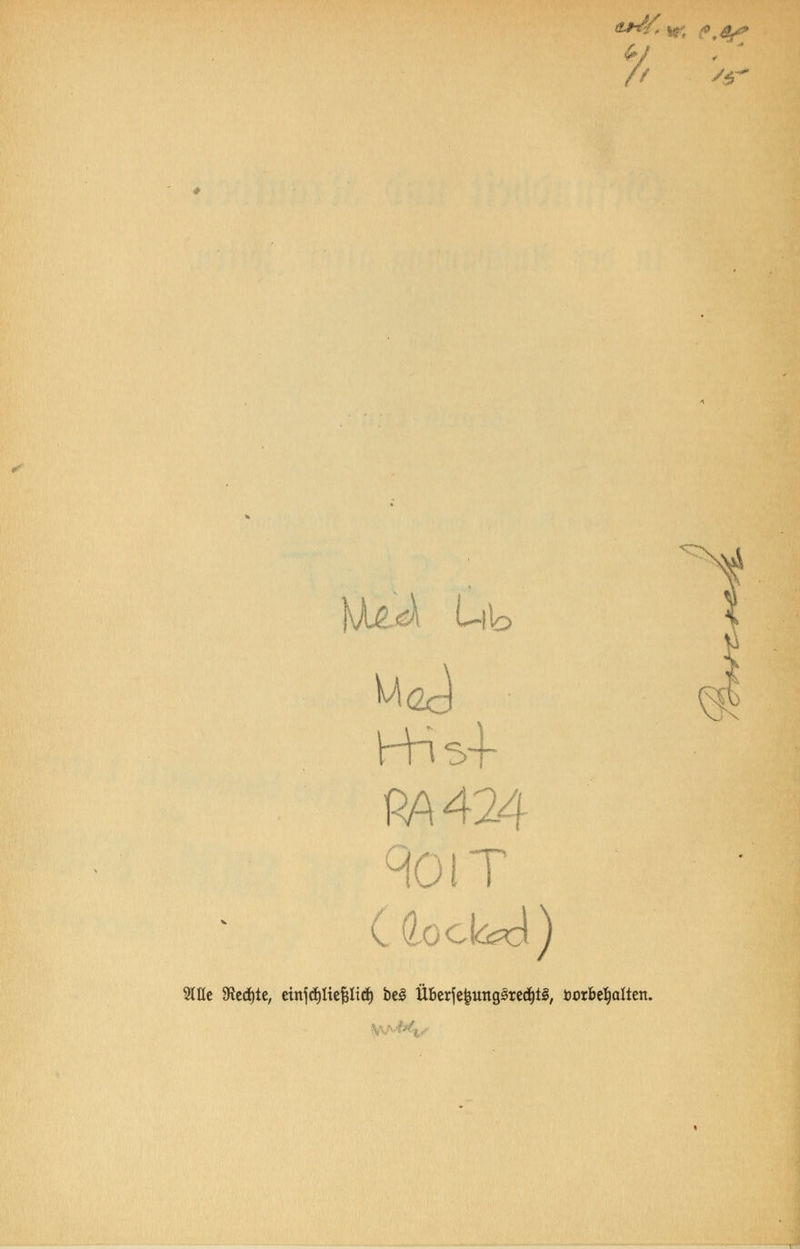 Med Lib
Med
Hist
RA424
901T
(locked)
Alle Rechte, einschließlich des Übersetzungsrechts, vorbehalten.